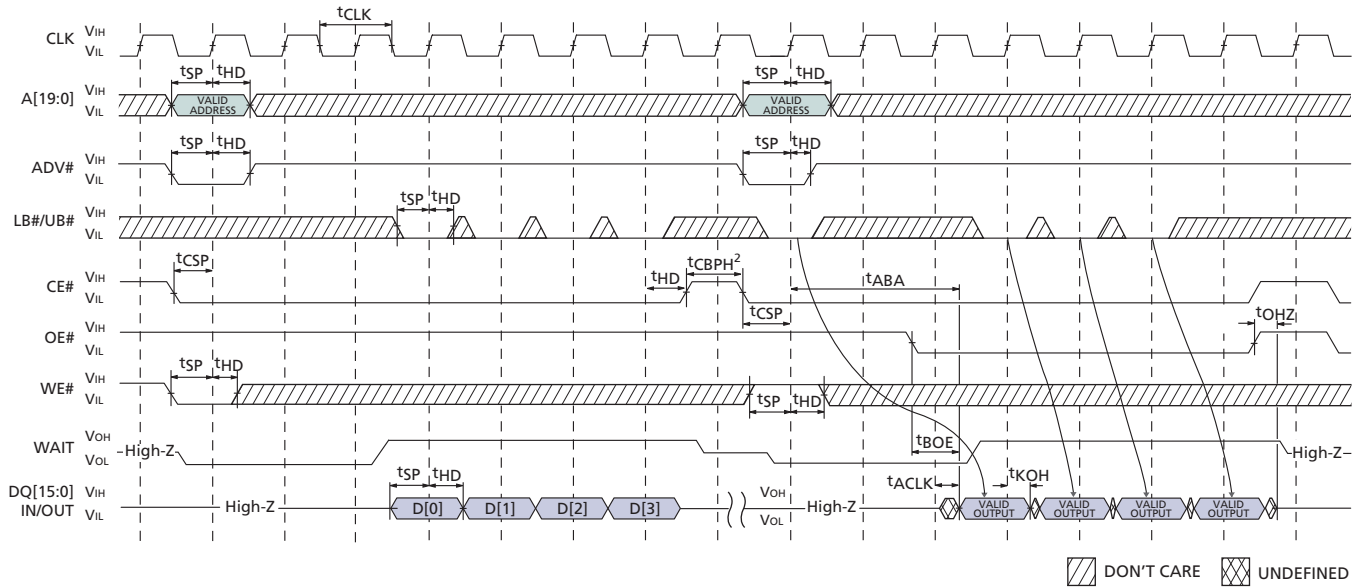 tCLK
CLK VIH
VIL
tSP tHD tSP tHD
A[19:0] VIH
VIL
VALID ADDRESS VALID ADDRESS
tSP tHD tSP tHD
ADV# VIH
VIL
tSP tHD
LB#/UB# VIH
VIL
tCSP tCBPH2
tHD tABA
CE# VIH
VIL
tCSP
OE# VIH
VIL
tOHZ
tSP tHD
WE# VIH
VIL
tSP tHD
tBOE
WAIT VOH
VOL
High-Z High-Z
tSP tHD tACLK tKOH
DQ[15:0] VIH
IN/OUT VIL
High-Z D[0] D[1] D[2] D[3] VOH
VOL
High-Z VALID OUTPUT VALID OUTPUT VALID OUTPUT VALID OUTPUT
DON'T CARE UNDEFINED